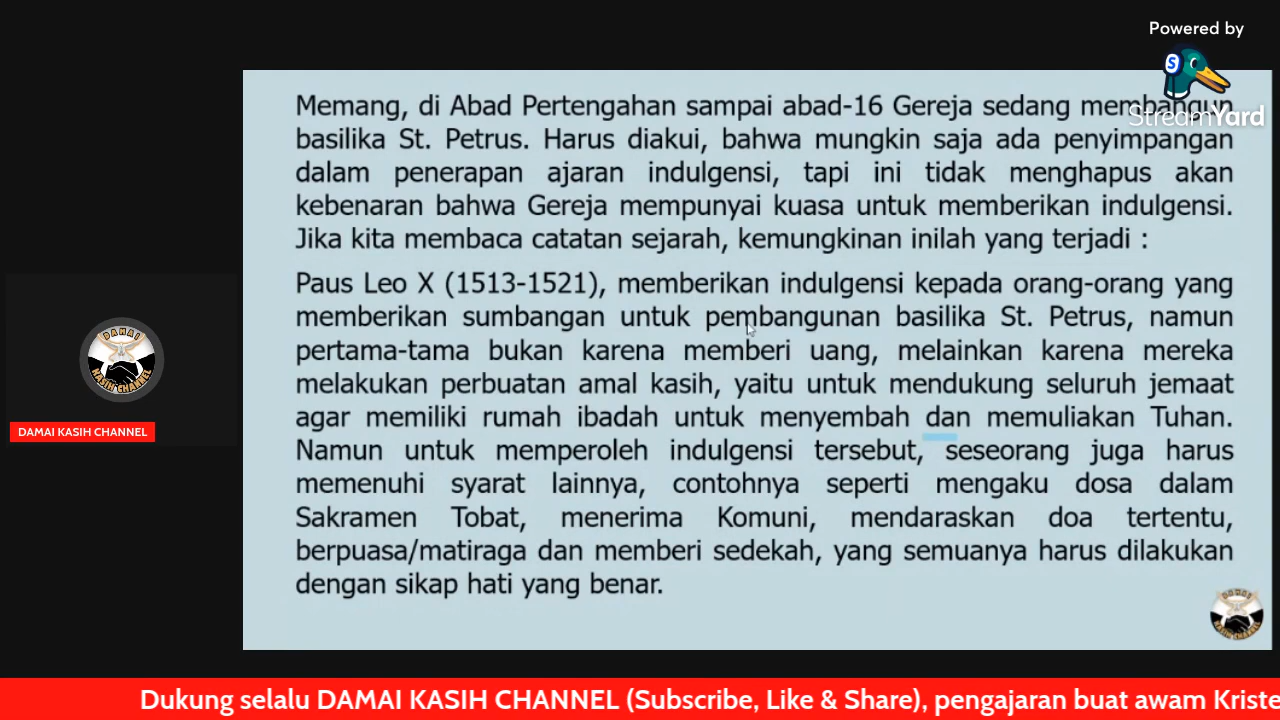 Powered by
StreamYard
Memang, di Abad Pertengahan sampai abad-16 Gereja sedang membangun
basilika St. Petrus. Harus diakui, bahwa mungkin saja ada penyimpangan
dalam penerapan ajaran indulgensi, tapi ini tidak menghapus akan
kebenaran bahwa Gereja mempunyai kuasa untuk memberikan indulgensi.
Jika kita membaca catatan sejarah, kemungkinan inilah yang terjadi :
Paus Leo X (1513-1521), memberikan indulgensi kepada orang-orang yang
memberikan sumbangan untuk pembangunan basilika St. Petrus, namun
pertama-tama bukan karena memberi uang, melainkan karena mereka
melakukan perbuatan amal kasih, yaitu untuk mendukung seluruh jemaat
agar memiliki rumah ibadah untuk menyembah dan memuliakan Tuhan.
Namun untuk memperoleh indulgensi tersebut, seseorang juga harus
memenuhi syarat lainnya, contohnya seperti mengaku dosa dalam
Sakramen Tobat, menerima Komuni, mendaraskan doa tertentu,
berpuasa/matiraga dan memberi sedekah, yang semuanya harus dilakukan
dengan sikap hati yang benar.
DAMAI
KASIH CHANNEL
DAMAI KASIH CHANNEL
DAMAI
KASIH CHANNEL
Dukung selalu DAMAI KASIH CHANNEL (Subscribe, Like & Share), pengajaran buat awam Kriste